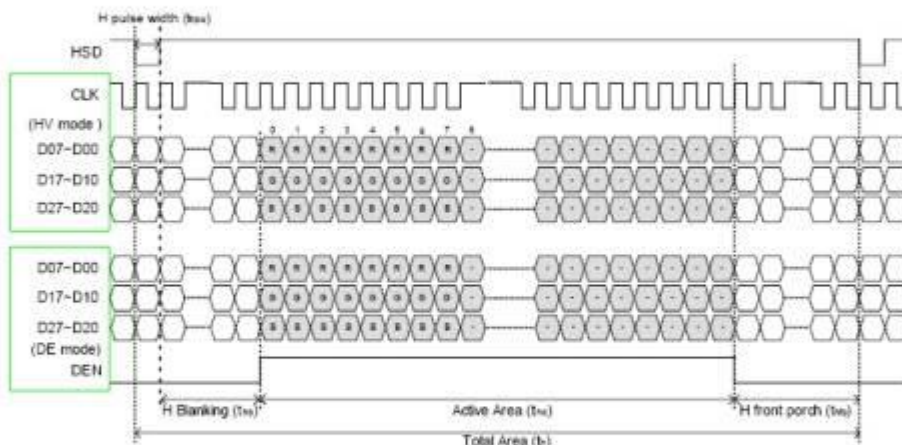 H pulse width
HSD
CLK
(HV mode )
0 1 2 3 4 5 6 7 8
D07~D00 R R R R R R R R - - - - - - - - -
D17~D10 G G G G G G G G - - - - - - - - -
D27~D20 B B B B B B B B - - - - - - - - -
D07~D00 R R R R R R R R - - - - - - - - -
D17~D10 G G G G G G G G - - - - - - - - -
D27~D20 B B B B B B B B - - - - - - - - -
(DE mode)
DEN
H Blanking
Active Area
H front porch
Total Area